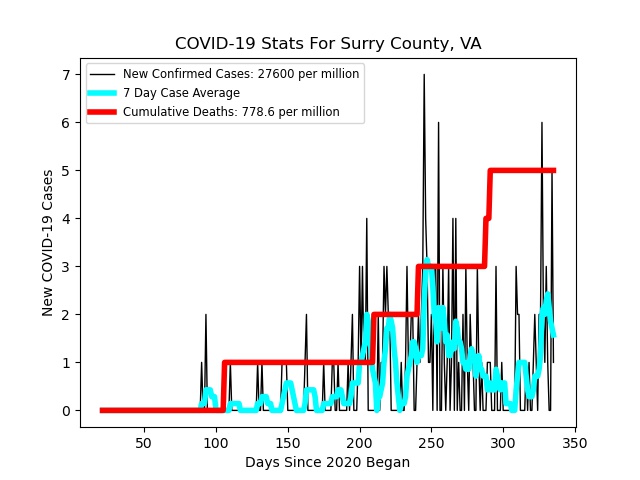 COVID-19 Stats For Surry County, VA
New Confirmed Cases: 27600 per million
7 Day Case Average
Cumulative Deaths: 778.6 per million
New COVID-19 Cases
7
6
5
4
3
2
1
0
50 100 150 200 250 300 350
Days Since 2020 Began